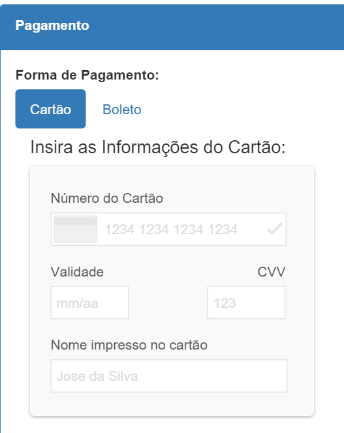 Pagamento
Forma de Pagamento:
Cartão Boleto
Insira as Informações do Cartão:
Número do Cartão
1234 1234 1234 1234
Validade CVV
mm/aa 123
Nome impresso no cartão
Jose da Silva